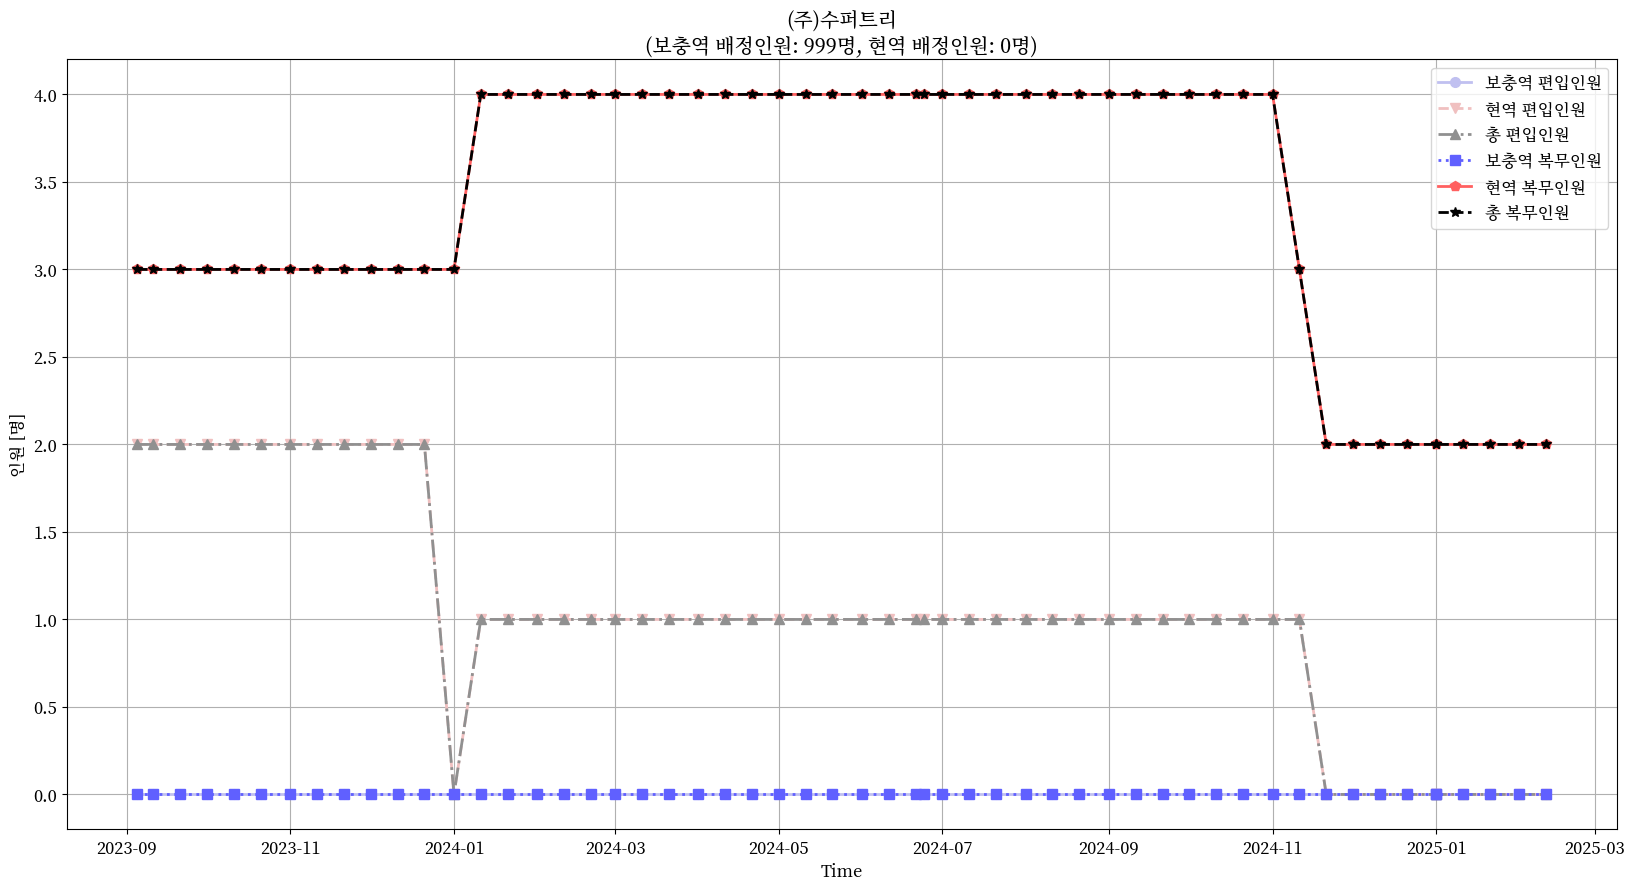 (주)수퍼트리
(보충역 배정인원: 999명, 현역 배정인원: 0명)
보충역 편입인원
현역 편입인원
총 편입인원
보충역 복무인원
현역 복무인원
총 복무인원
4.0
3.5
3.0
2.5
2.0
1.5
1.0
0.5
0.0
인원 [명]
2023-09 2023-11 2024-01 2024-03 2024-05 2024-07 2024-09 2024-11 2025-01 2025-03
Time